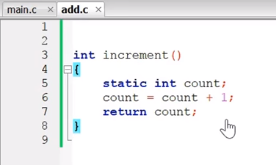 main.c × add.c ×
1
2
3 int increment()
4 {
5 static int count;
6 count = count + 1;
7 return count;
8 }
9